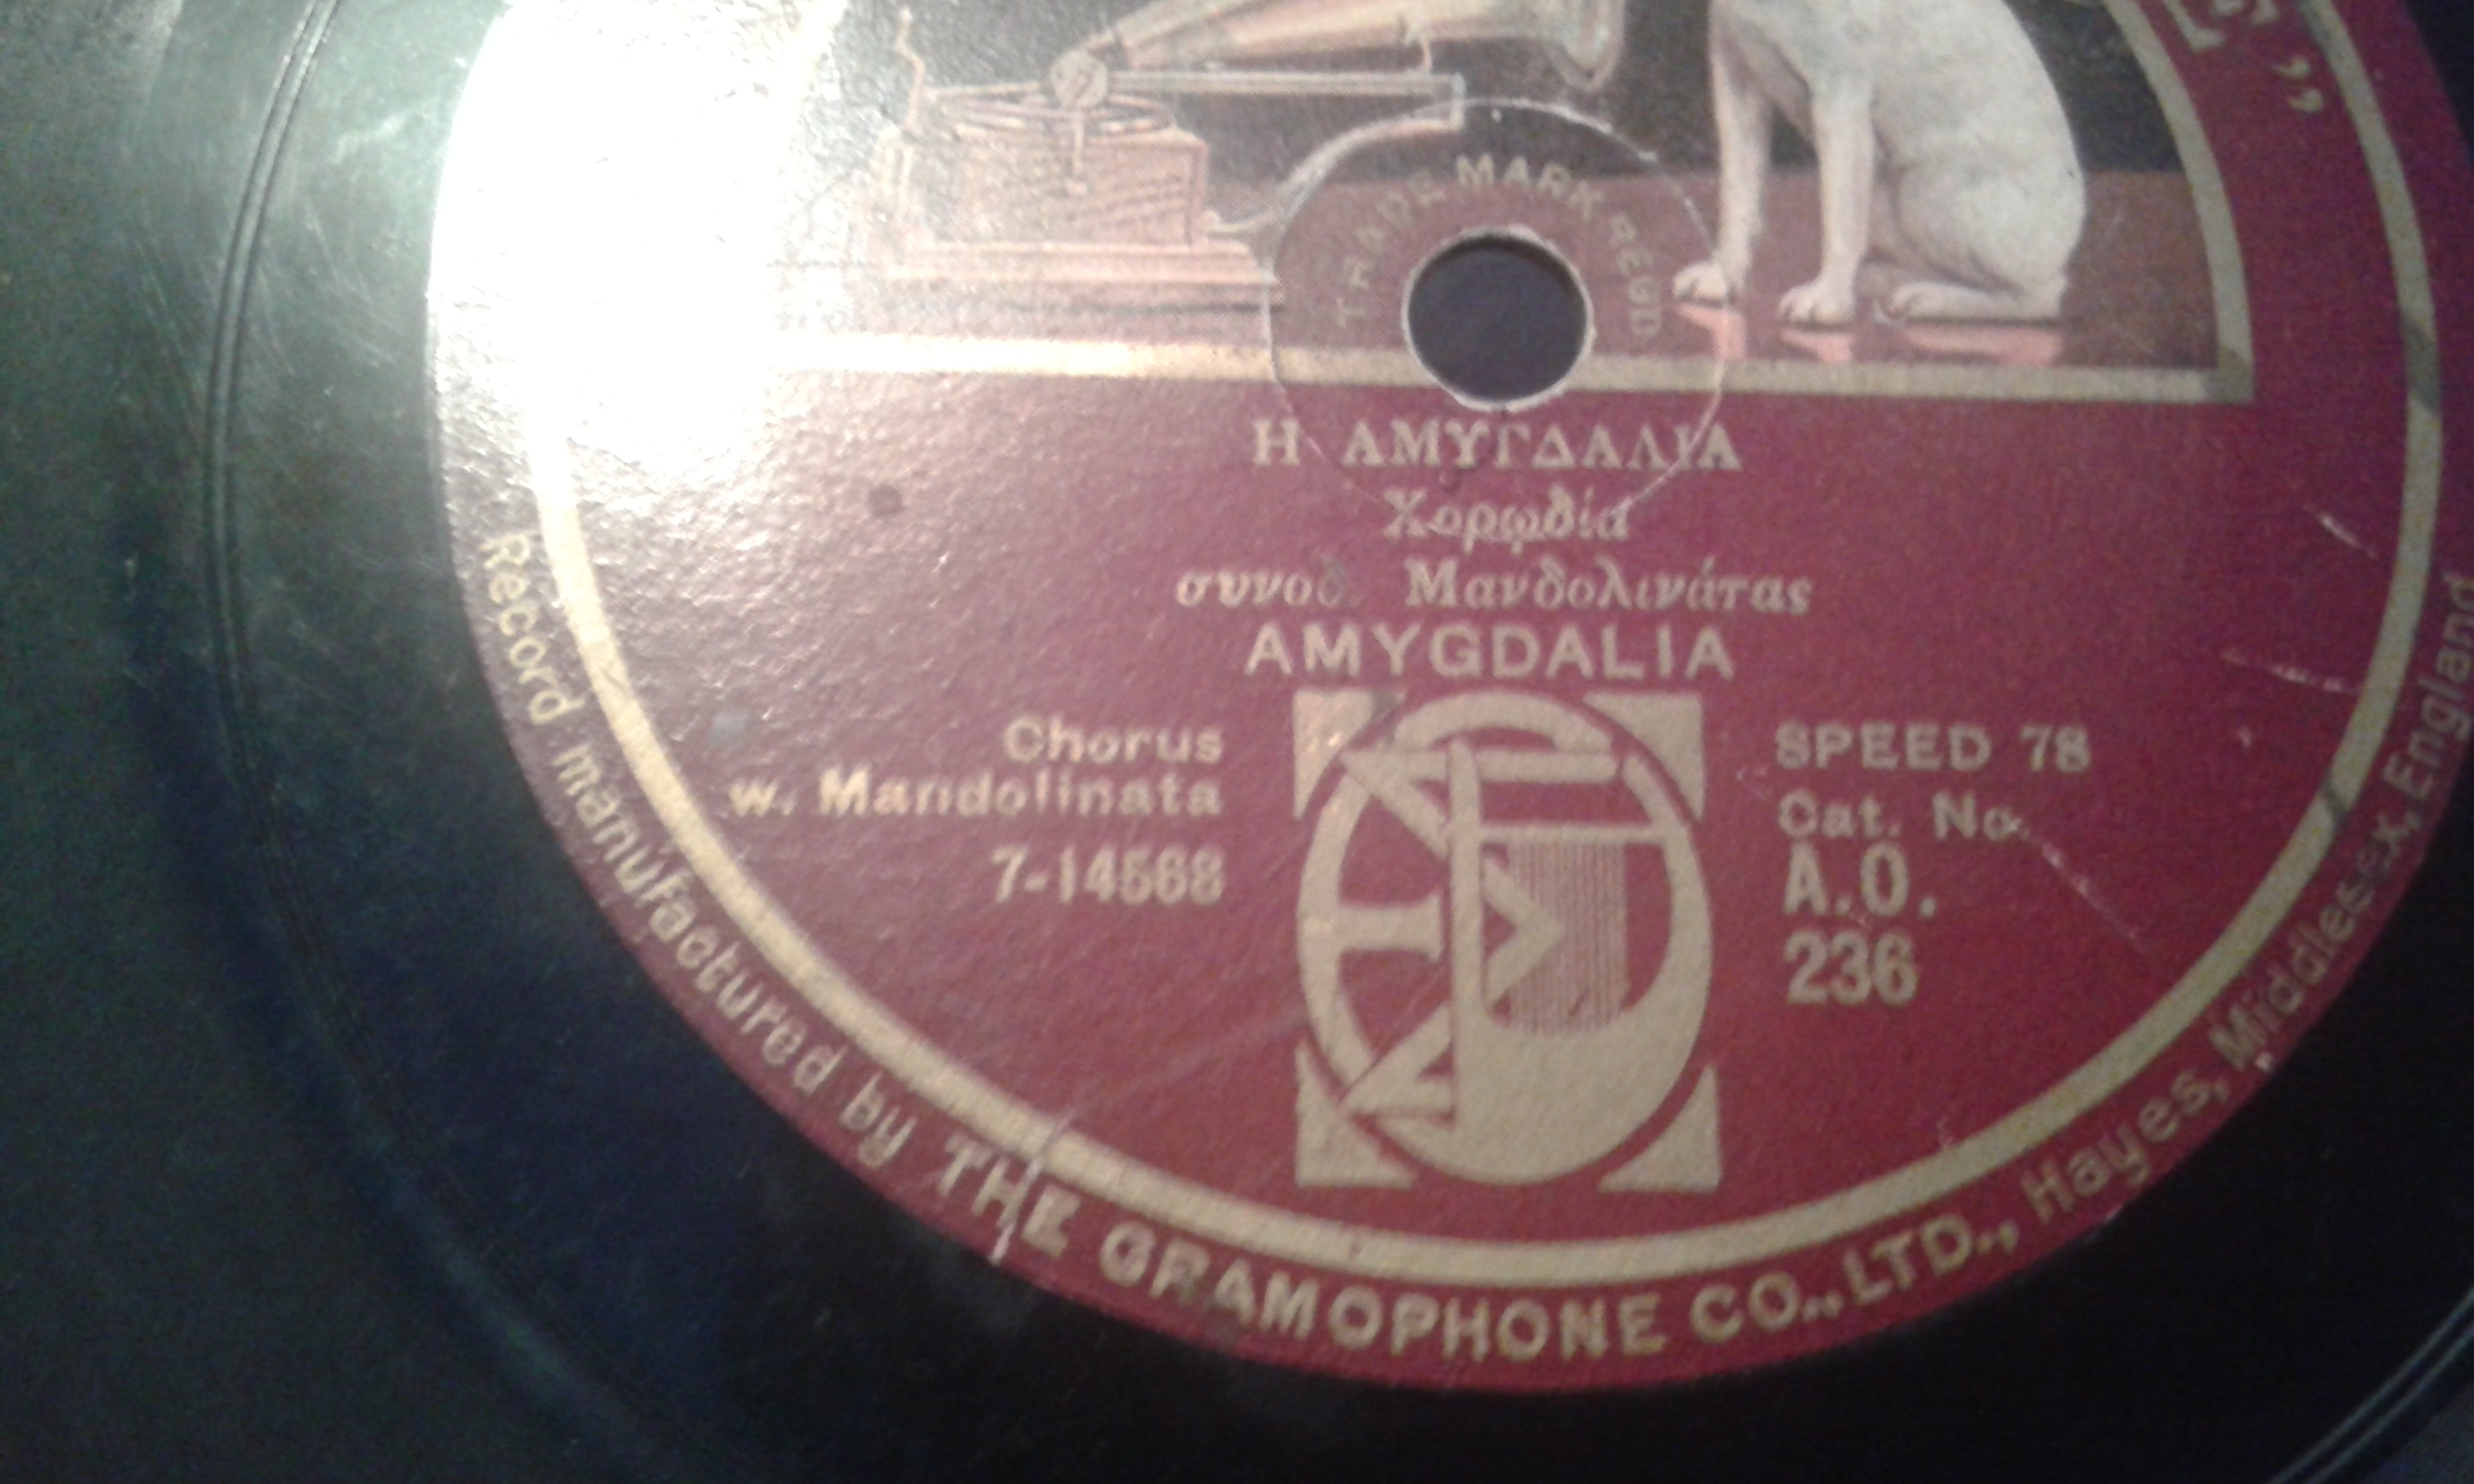 TRADE MARK REGD
Η ΑΜΥΓΔΑΛΙΑ
Χορῳδία
συνοδ. Μανδολινάτας
AMYGDALIA
Chorus
w. Mandolinata
7-14568
SPEED 78
Cat. No.
A.O.
236
Record manufactured by THE GRAMOPHONE CO., LTD., Hayes, Middlesex, England